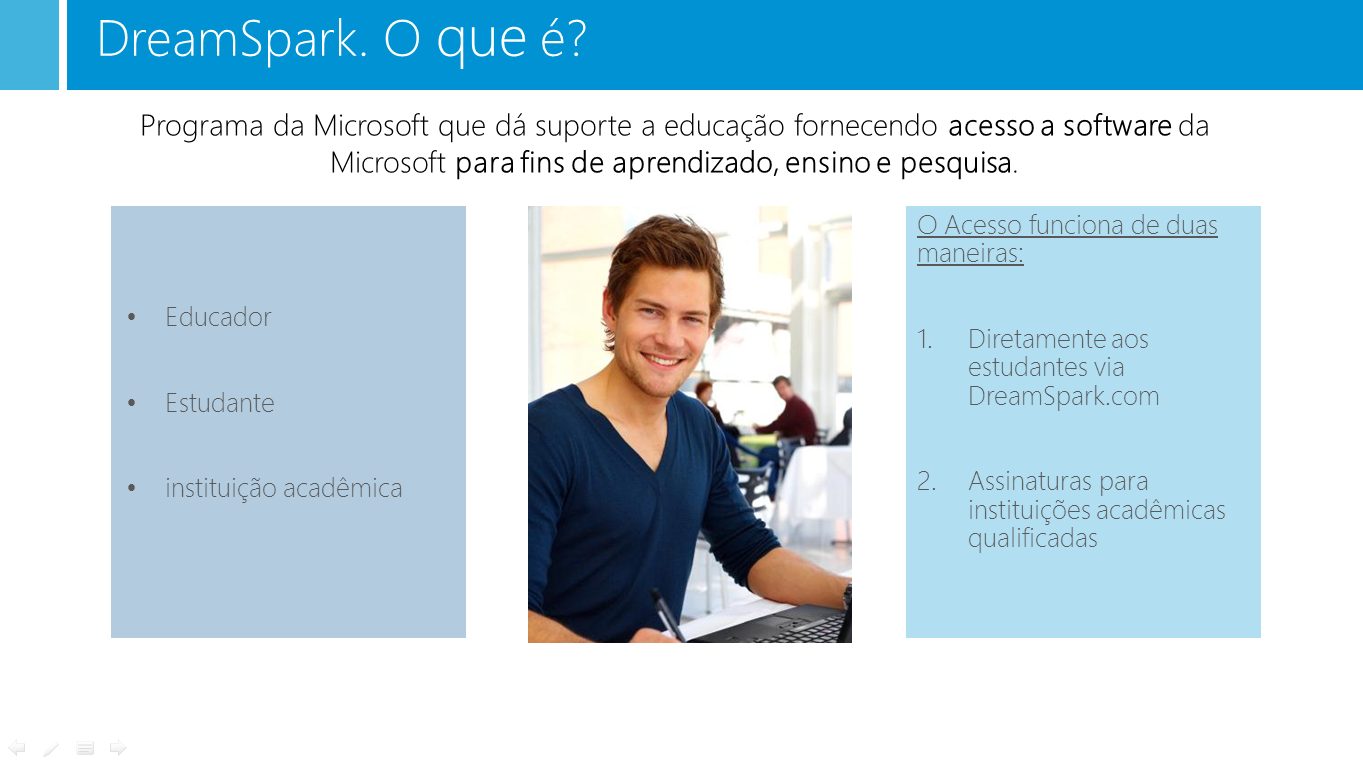 DreamSpark. O que é?
Programa da Microsoft que dá suporte a educação fornecendo acesso a software da
Microsoft para fins de aprendizado, ensino e pesquisa.
• Educador
• Estudante
• instituição acadêmica
O Acesso funciona de duas
maneiras:
1. Diretamente aos
estudantes via
DreamSpark.com
2. Assinaturas para
instituições acadêmicas
qualificadas